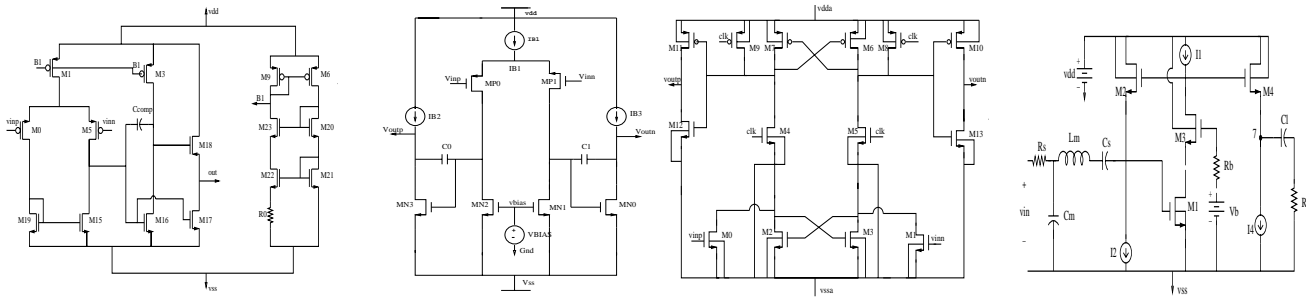 vdd
B1
M1
B1
M3
M9
M6
B1
Ccomp
vinp
M0
M5
vinn
M18
M23
M20
out
M22
M21
R0
M19
M15
M16
M17
vss
vdd
IB1
IB1
Vinp
MP0
MP1
Vinn
IB2
IB3
Voutp
Voutn
C0
C1
MN3
MN2
vbias
MN1
MN0
VBIAS
Gnd
Vss
vdda
M11
clk
M9
M7
M6
M8
clk
M10
voutp
voutn
M12
clk
M4
M5
clk
M13
vinp
M0
M2
M3
M1
vinn
vssa
vdd
M2
I1
M4
M3
7
Cl
Rs
Lm
Cs
Rb
R
vin
Cm
M1
Vb
I2
I4
vss